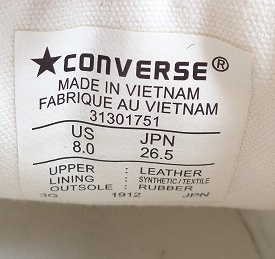 ★CONVERSE®
MADE IN VIETNAM
FABRIQUE AU VIETNAM
31301751
US JPN
8.0 26.5
UPPER : LEATHER
LINING : SYNTHETIC/TEXTILE
OUTSOLE : RUBBER
3G 1912 JPN